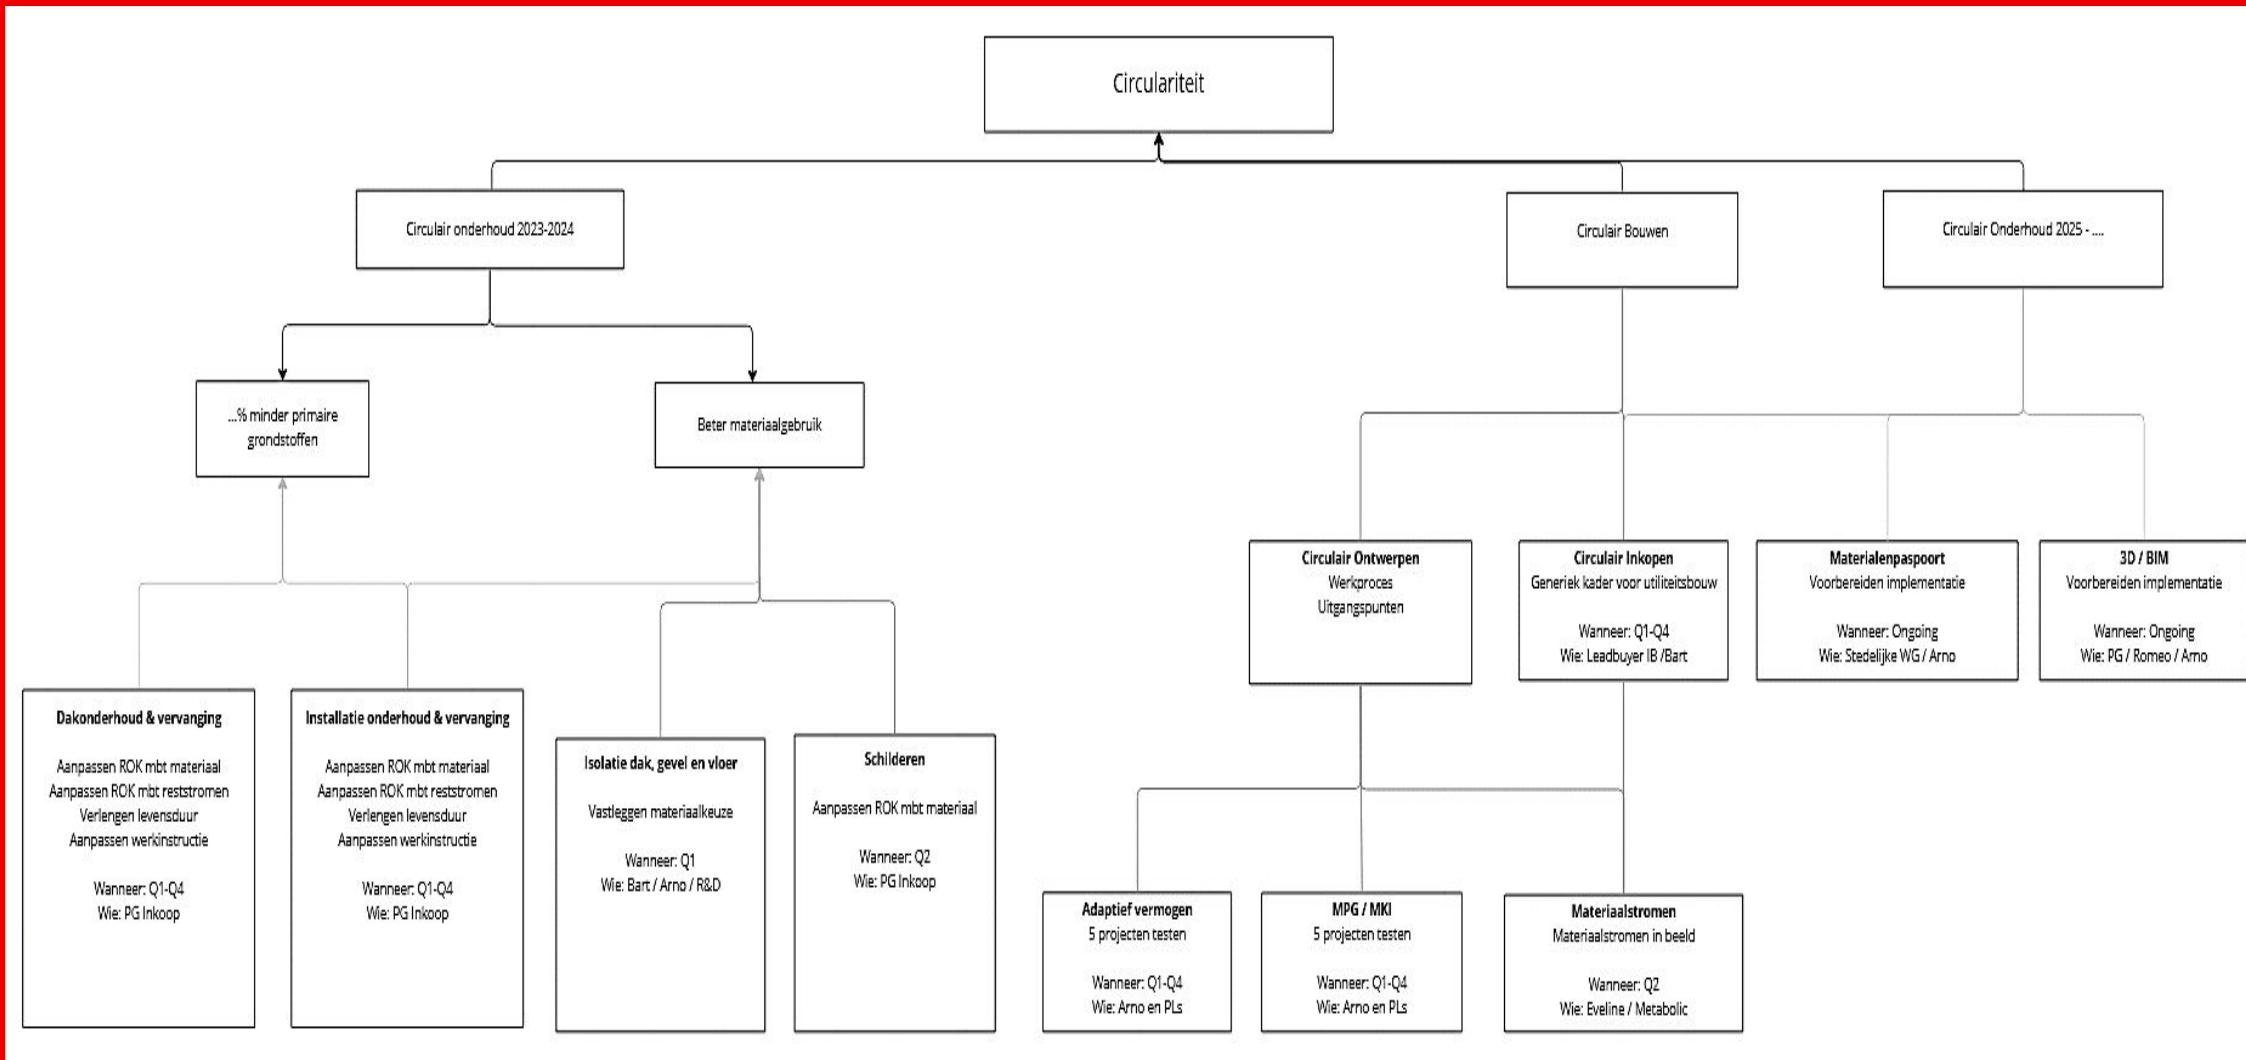 Circulariteit
Circulair onderhoud 2023-2024
Circulair Bouwen
Circulair Onderhoud 2025 - ....
...% minder primaire
grondstoffen
Beter materiaalgebruik
Circulair Ontwerpen
Werkproces
Uitgangspunten
Circulair Inkopen
Generiek kader voor utiliteitsbouw
Wanneer: Q1-Q4
Wie: Leadbuyer IB /Bart
Materialenpaspoort
Voorbereiden implementatie
Wanneer: Ongoing
Wie: Stedelijke WG / Arno
3D / BIM
Voorbereiden implementatie
Wanneer: Ongoing
Wie: PG / Romeo / Arno
Dakonderhoud & vervanging
Aanpassen ROK mbt materiaal
Aanpassen ROK mbt reststromen
Verlengen levensduur
Aanpassen werkinstructie
Wanneer: Q1-Q4
Wie: PG Inkoop
Installatie onderhoud & vervanging
Aanpassen ROK mbt materiaal
Aanpassen ROK mbt reststromen
Verlengen levensduur
Aanpassen werkinstructie
Wanneer: Q1-Q4
Wie: PG Inkoop
Isolatie dak, gevel en vloer
Vastleggen materiaalkeuze
Wanneer: Q1
Wie: Bart / Arno / R&D
Schilderen
Aanpassen ROK mbt materiaal
Wanneer: Q2
Wie: PG Inkoop
Adaptief vermogen
5 projecten testen
Wanneer: Q1-Q4
Wie: Arno en PLs
MPG / MKI
5 projecten testen
Wanneer: Q1-Q4
Wie: Arno en PLs
Materiaalstromen
Materiaalstromen in beeld
Wanneer: Q2
Wie: Eveline / Metabolic